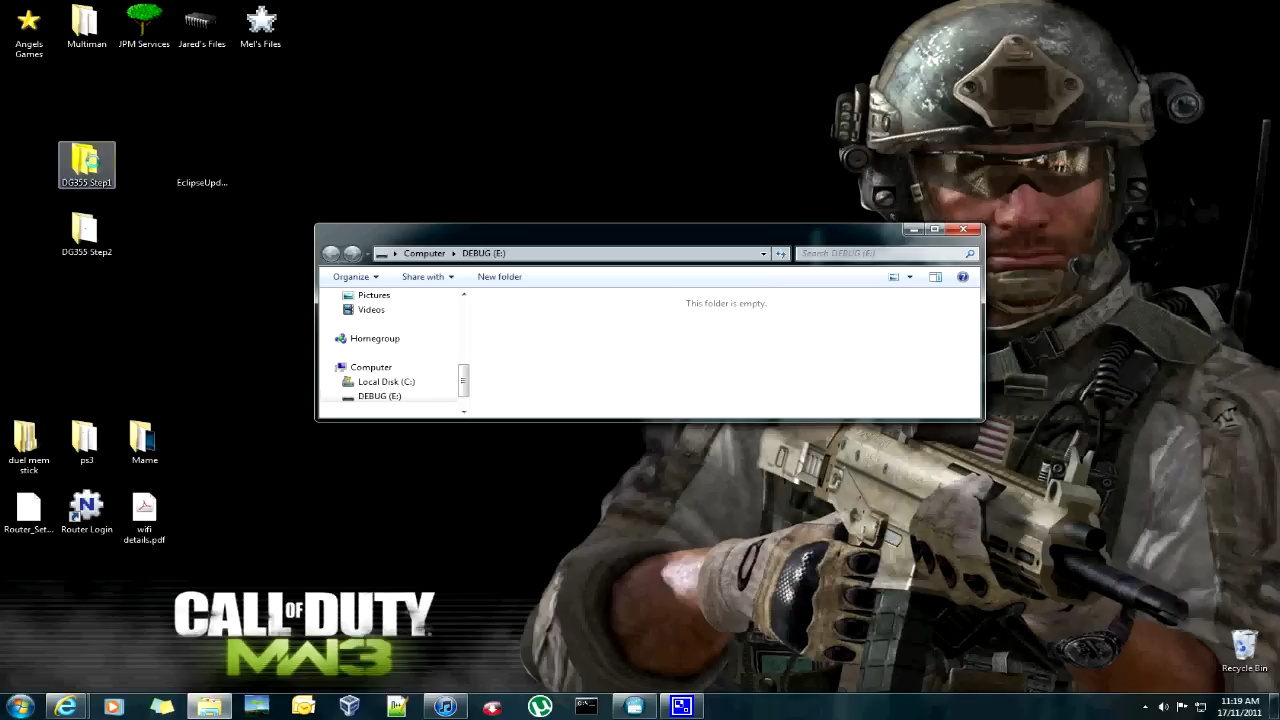 Angels
Games
Multiman
JPM Services
Jared's Files
Mel's Files
DG355 Step1
EclipseUpd...
DG355 Step2
Computer
DEBUG (E:)
Search DEBUG (E:)
Organize
Share with
New folder
Pictures
Videos
Homegroup
Computer
Local Disk (C:)
DEBUG (E:)
This folder is empty.
duel mem
stick
ps3
Mame
Router_Set...
Router Login
wifi
details.pdf
CALL OF DUTY
MW3
Recycle Bin
11:19 AM
17/11/2011